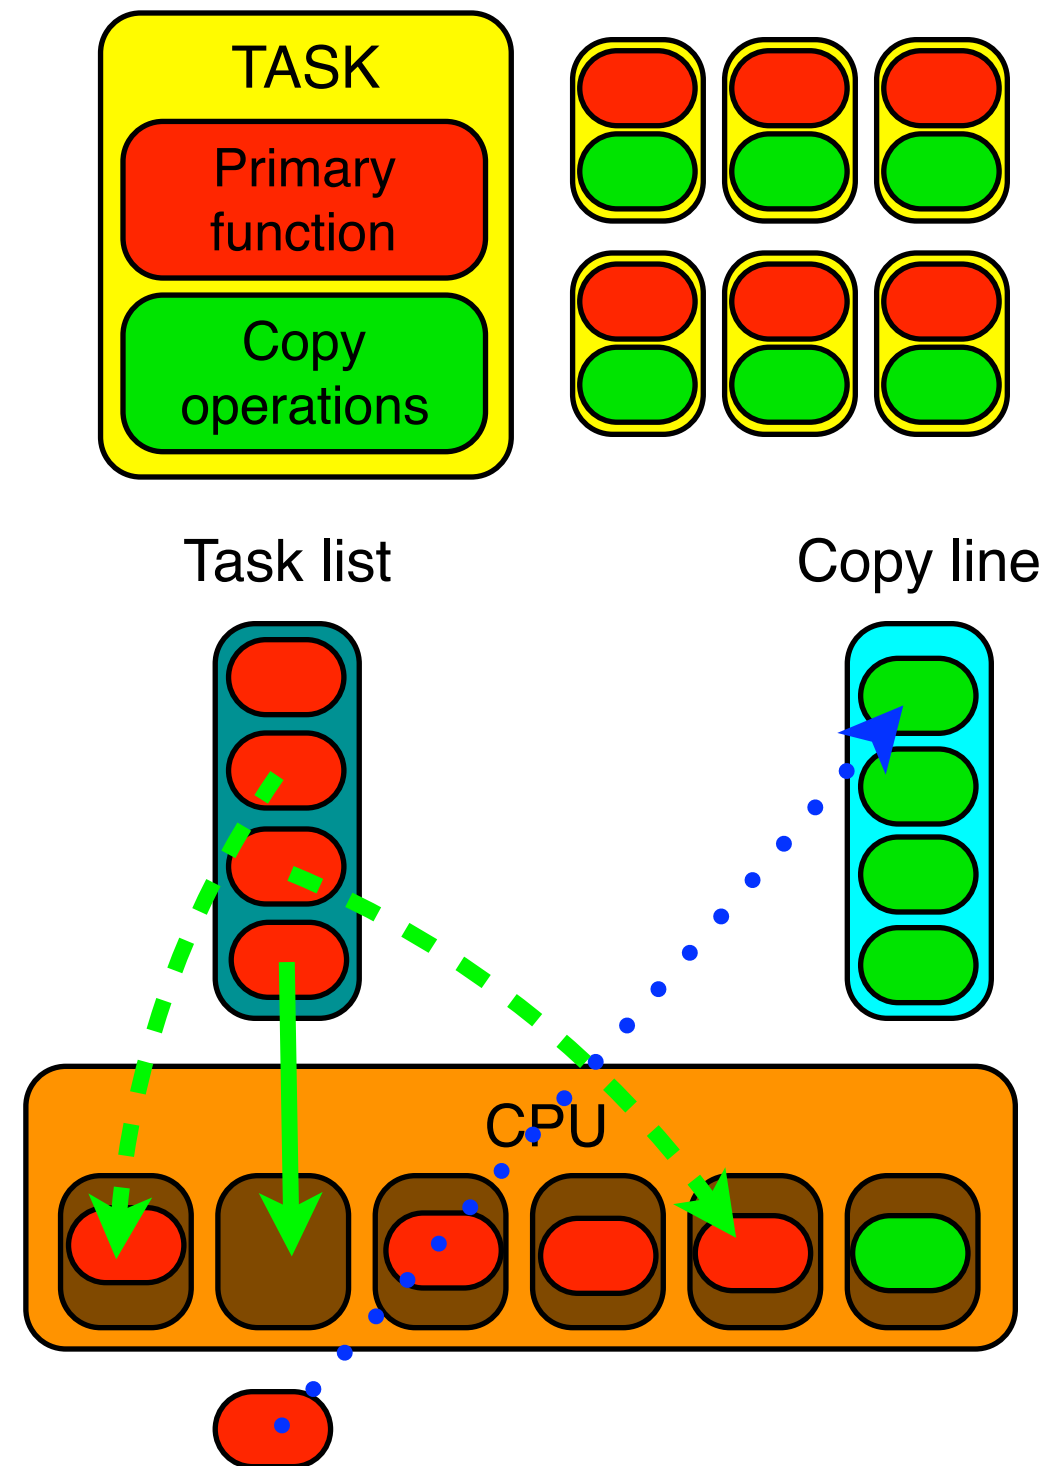 TASK
Primary
function
Copy
operations
Task list
Copy line
CPU